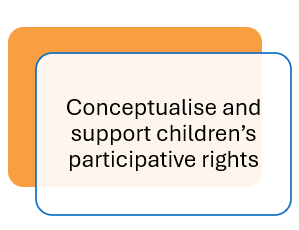 Conceptualise and
support children’s
participative rights